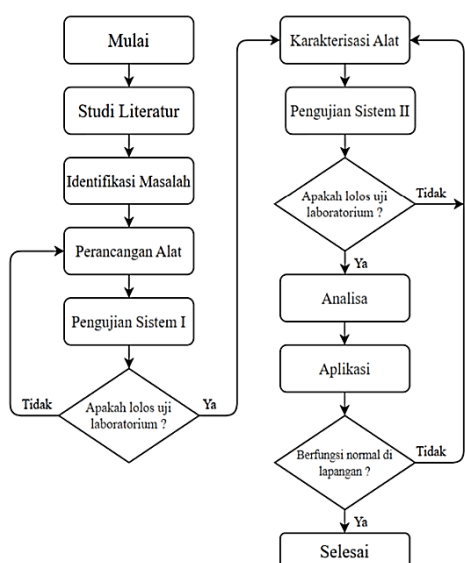 Mulai
Studi Literatur
Identifikasi Masalah
Perancangan Alat
Pengujian Sistem I
Apakah lolos uji
laboratorium ?
Tidak
Ya
Karakterisasi Alat
Pengujian Sistem II
Apakah lolos uji
laboratorium ?
Tidak
Ya
Analisa
Aplikasi
Berfungsi normal di
lapangan ?
Tidak
Ya
Selesai